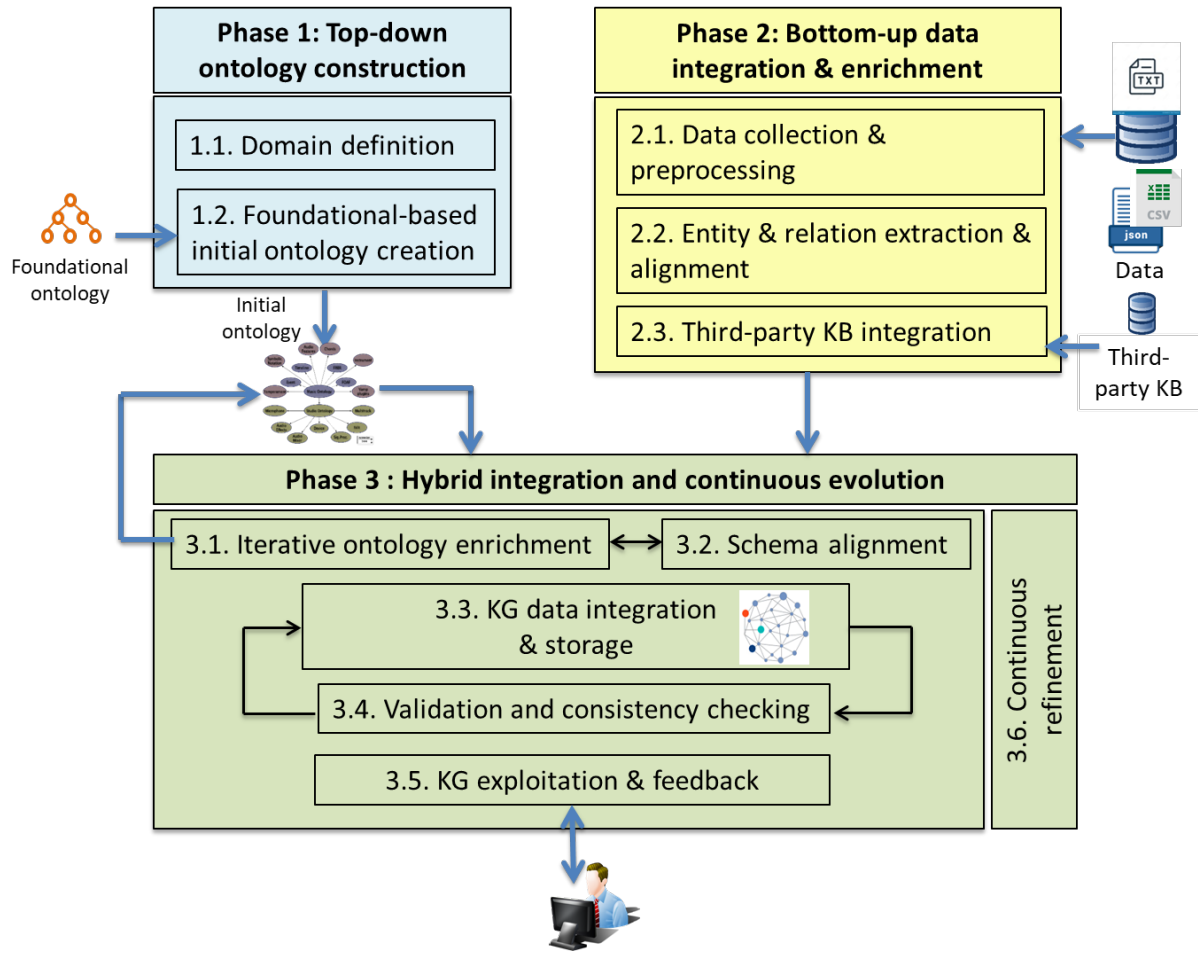 Phase 1: Top-down
ontology construction
1.1. Domain definition
1.2. Foundational-based
initial ontology creation
Foundational
ontology
Initial
ontology
Phase 2: Bottom-up data
integration & enrichment
2.1. Data collection &
preprocessing
2.2. Entity & relation extraction &
alignment
2.3. Third-party KB integration
TXT
CSV
json
Data
Third-
party KB
Phase 3 : Hybrid integration and continuous evolution
3.1. Iterative ontology enrichment
3.2. Schema alignment
3.3. KG data integration
& storage
3.4. Validation and consistency checking
3.5. KG exploitation & feedback
3.6. Continuous
refinement